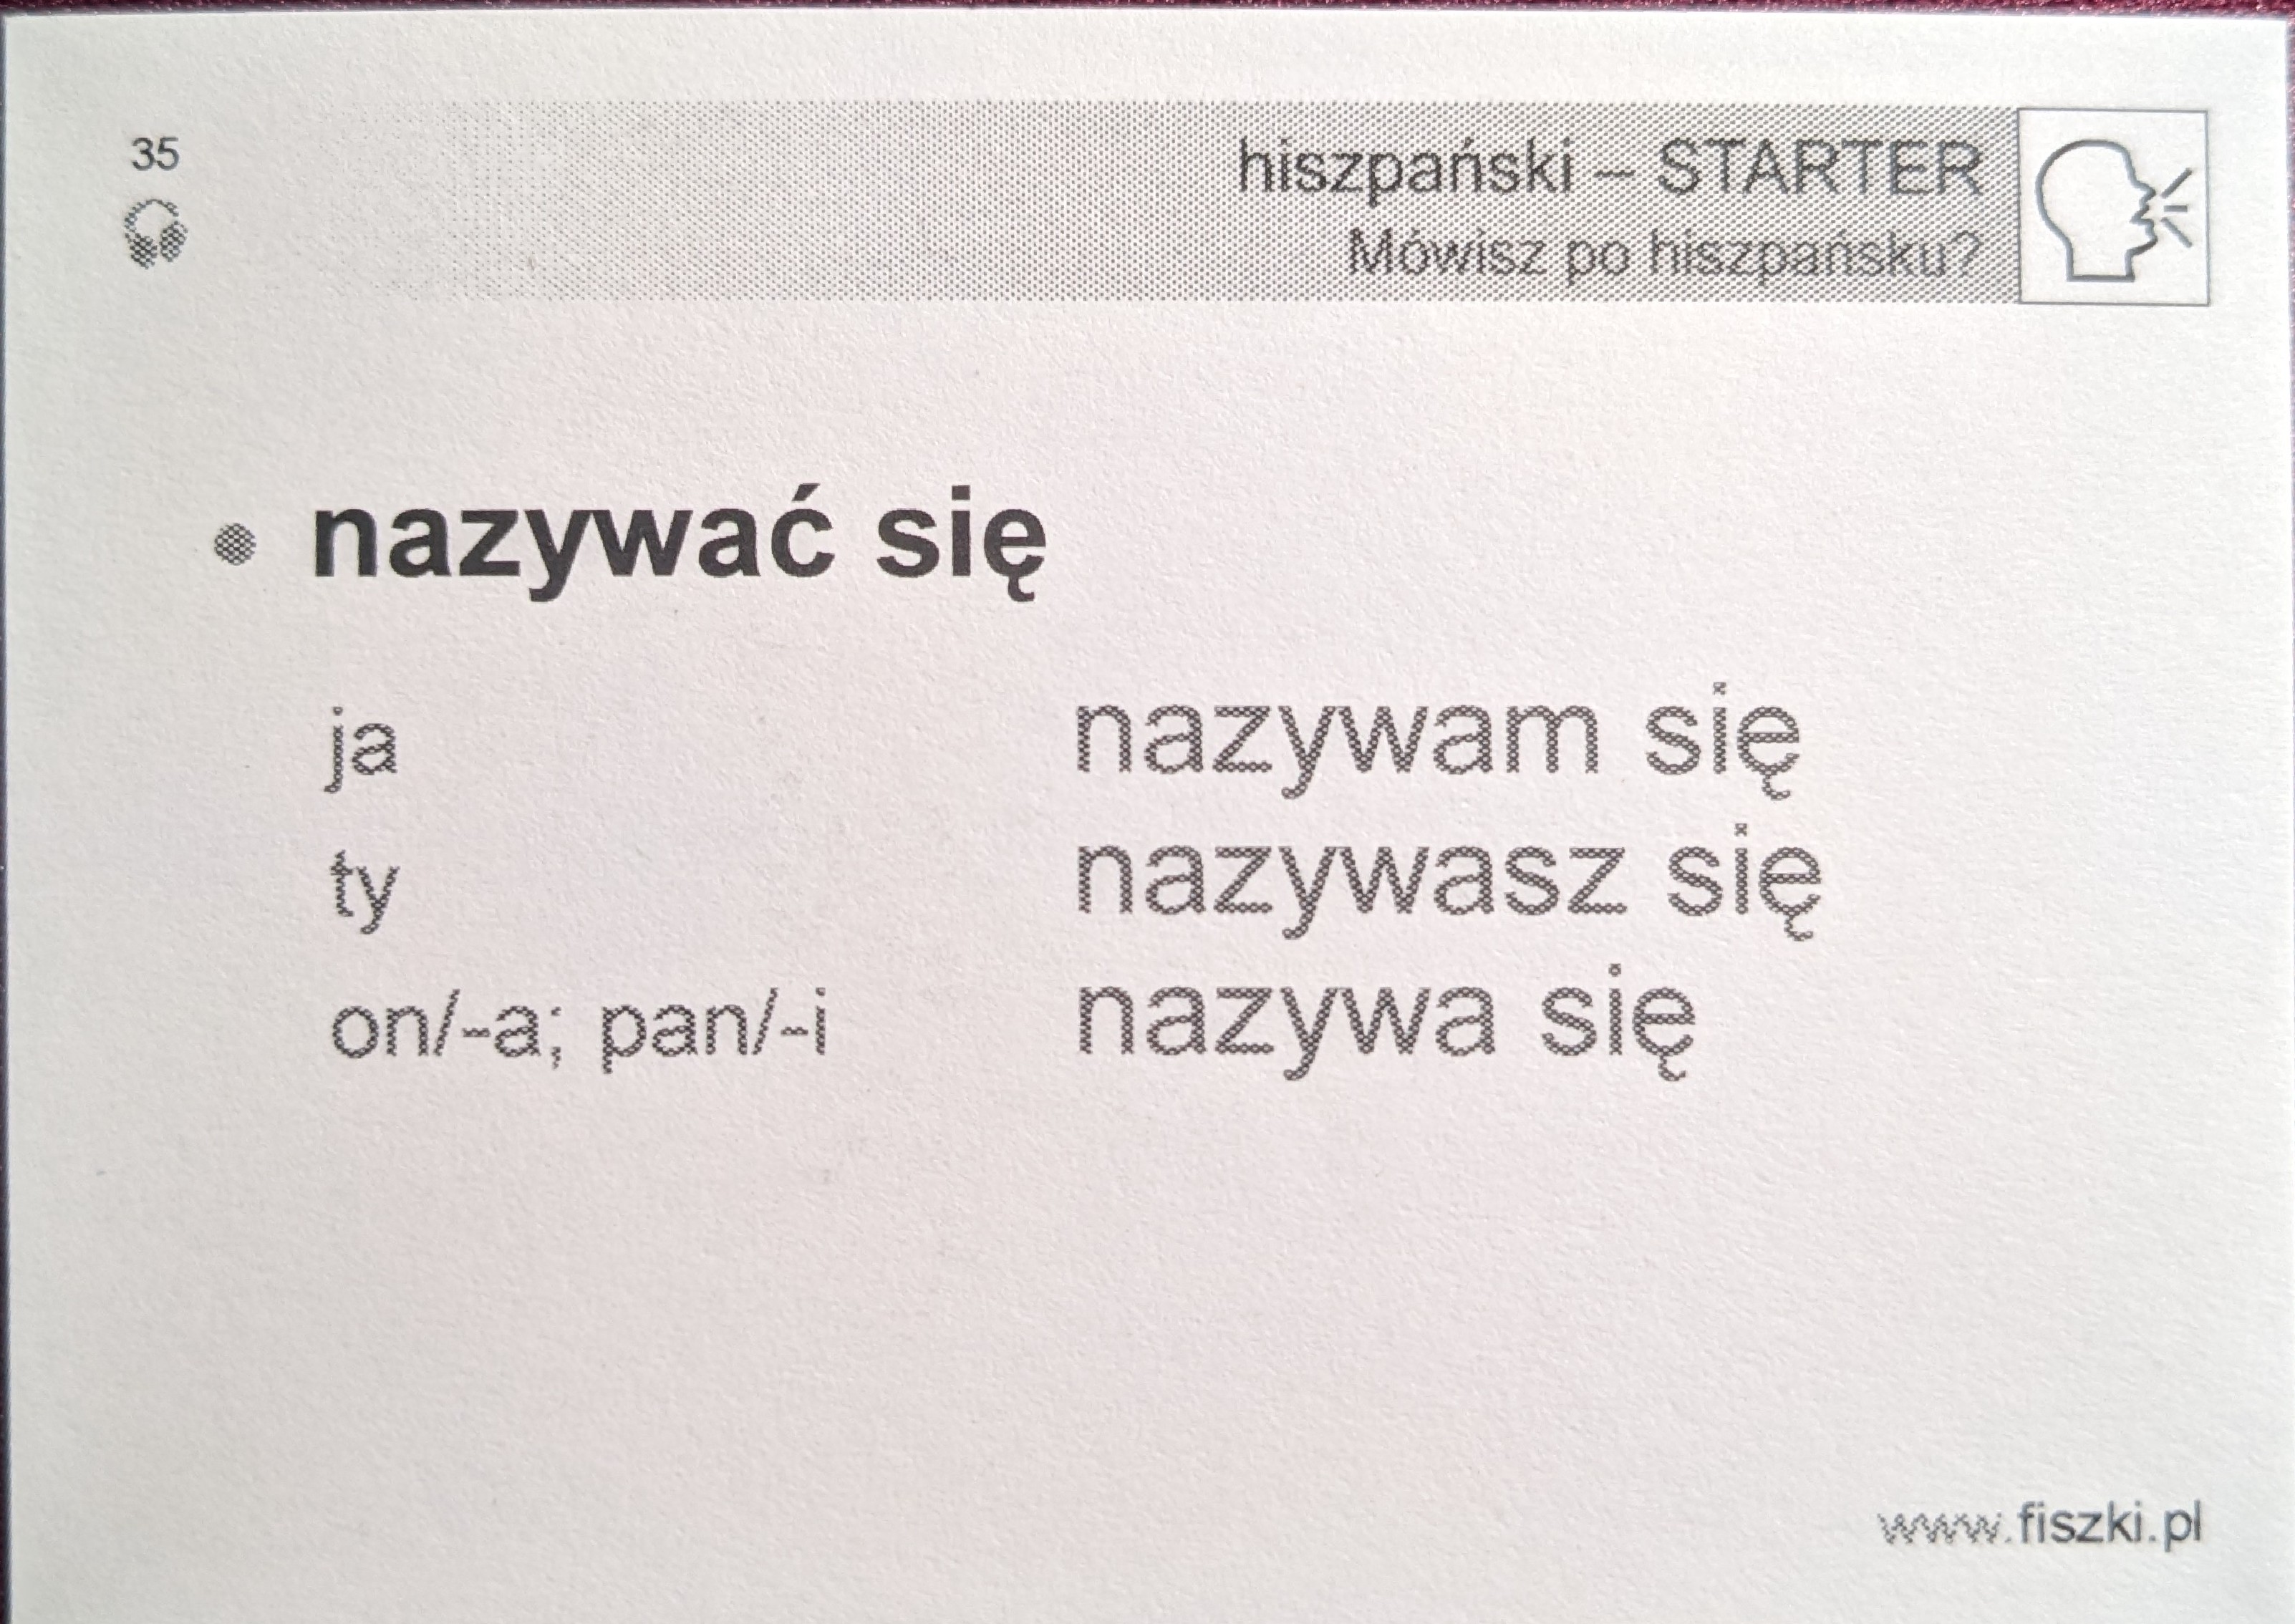 35
hiszpański – STARTER
Mówisz po hiszpańsku?
• nazywać się
ja nazywam się
ty nazywasz się
on/-a; pan/-i nazywa się
www.fiszki.pl